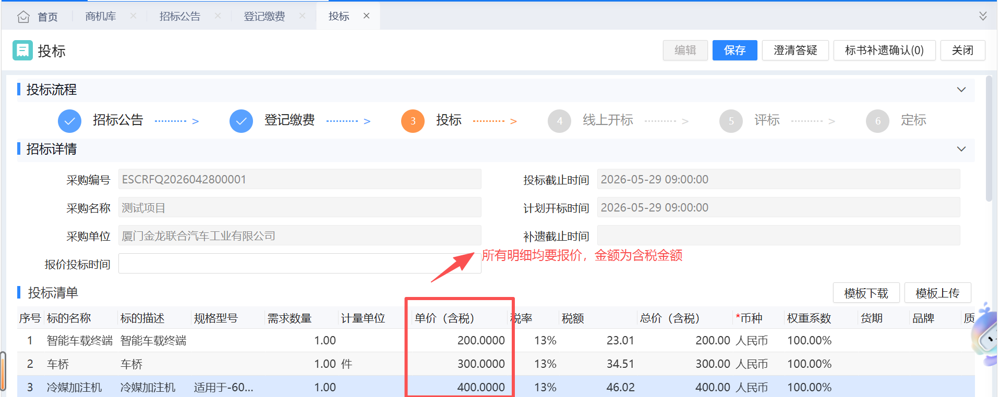 首页 商机库 招标公告 登记缴费 投标
投标 编辑 保存 澄清答疑 标书补遗确认(0) 关闭
投标流程
招标公告 登记缴费 3 投标 4 线上开标 5 评标 6 定标
招标详情
采购编号 ESCRFQ2026042800001 投标截止时间 2026-05-29 09:00:00
采购名称 测试项目 计划开标时间 2026-05-29 09:00:00
采购单位 厦门金龙联合汽车工业有限公司 补遗截止时间
所有明细均要报价，金额为含税金额
报价投标时间
投标清单 模板下载 模板上传
序号 标的名称 标的描述 规格型号 需求数量 计量单位 单价（含税） 税率 税额 总价（含税） *币种 权重系数 货期 品牌 质
1 智能车载终端 智能车载终端 1.00 200.0000 13% 23.01 200.00 人民币 100.00%
2 车桥 车桥 1.00 件 300.0000 13% 34.51 300.00 人民币 100.00%
3 冷媒加注机 冷媒加注机 适用于-60... 1.00 400.0000 13% 46.02 400.00 人民币 100.00%